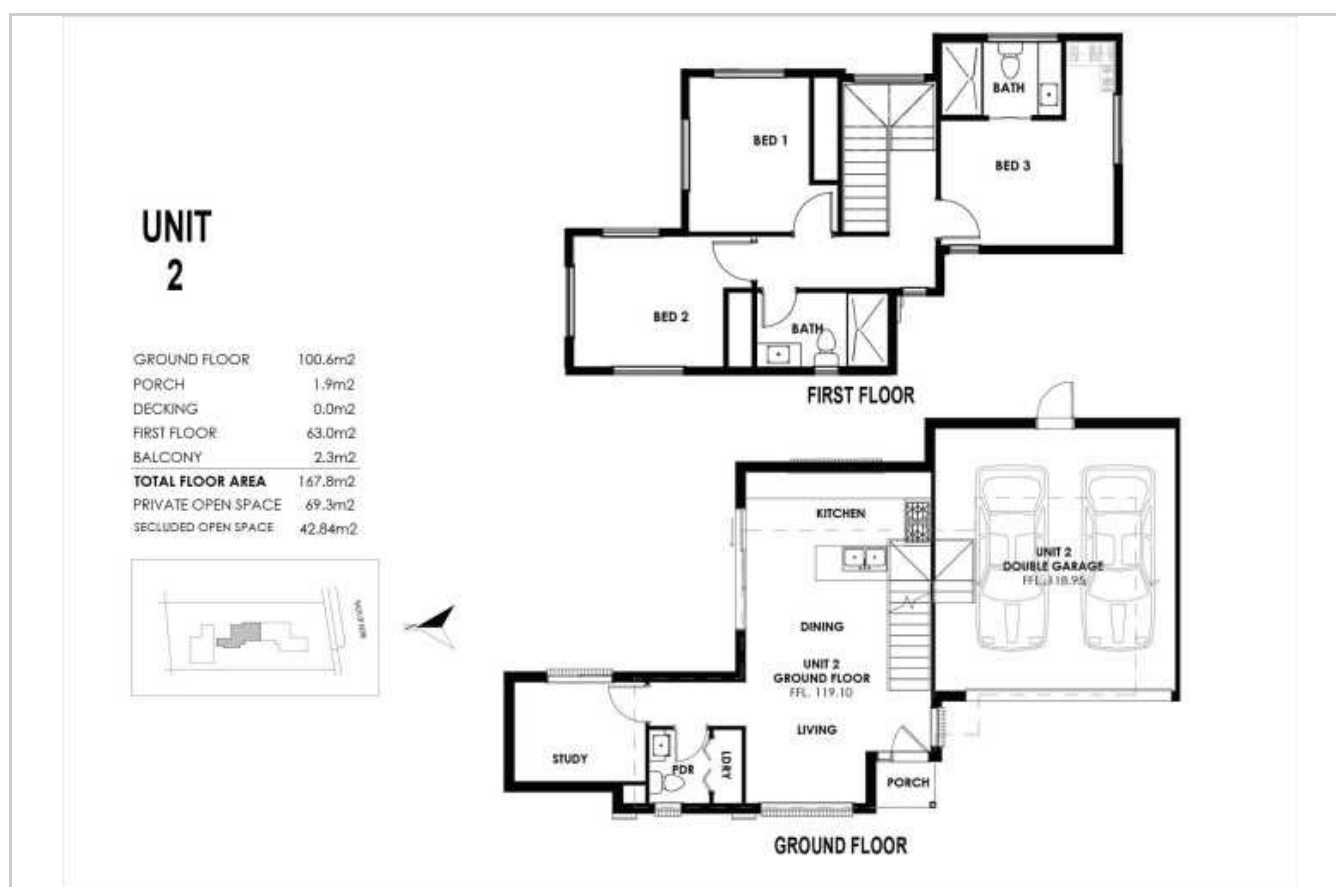 UNIT
2
GROUND FLOOR 100.6m2
PORCH 1.9m2
DECKING 0.0m2
FIRST FLOOR 63.0m2
BALCONY 2.3m2
TOTAL FLOOR AREA 167.8m2
PRIVATE OPEN SPACE 69.3m2
SECLUDED OPEN SPACE 42.84m2
BATH
BED 1
BED 3
BED 2
BATH
FIRST FLOOR
KITCHEN
UNIT 2
DOUBLE GARAGE
FFL. 118.95
DINING
UNIT 2
GROUND FLOOR
FFL. 119.10
LIVING
STUDY
PDR
LDRY
PORCH
GROUND FLOOR